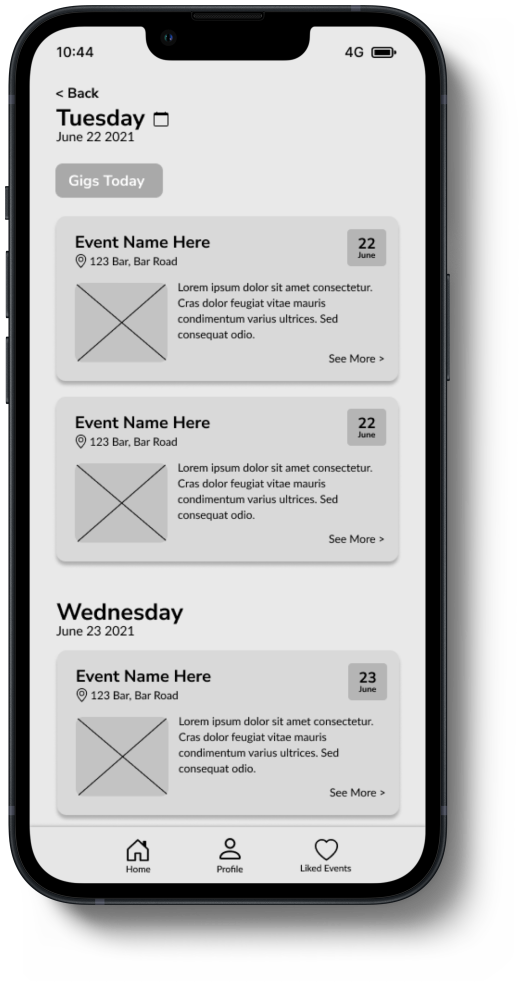 10:44
4G
< Back
Tuesday
June 22 2021
Gigs Today
Event Name Here
123 Bar, Bar Road
22
June
Lorem ipsum dolor sit amet consectetur.
Cras dolor feugiat vitae mauris
condimentum varius ultrices. Sed
consequat odio.
See More >
Event Name Here
123 Bar, Bar Road
22
June
Lorem ipsum dolor sit amet consectetur.
Cras dolor feugiat vitae mauris
condimentum varius ultrices. Sed
consequat odio.
See More >
Wednesday
June 23 2021
Event Name Here
123 Bar, Bar Road
23
June
Lorem ipsum dolor sit amet consectetur.
Cras dolor feugiat vitae mauris
condimentum varius ultrices. Sed
consequat odio.
See More >
Home
Profile
Liked Events